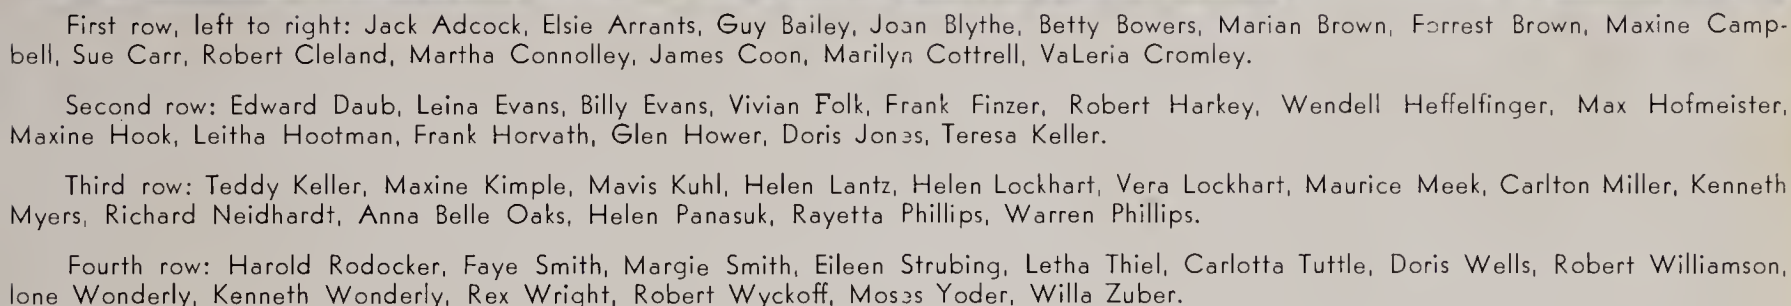 First row, left to right: Jack Adcock, Elsie Arrants, Guy Bailey, Joan Blythe, Betty Bowers, Marian Brown, Forrest Brown, Maxine Camp-
bell, Sue Carr, Robert Cleland, Martha Connolley, James Coon, Marilyn Cottrell, VaLeria Cromley.
Second row: Edward Daub, Leina Evans, Billy Evans, Vivian Folk, Frank Finzer, Robert Harkey, Wendell Heffelfinger, Max Hofmeister,
Maxine Hook, Leitha Hootman, Frank Horvath, Glen Hower, Doris Jones, Teresa Keller.
Third row: Teddy Keller, Maxine Kimple, Mavis Kuhl, Helen Lantz, Helen Lockhart, Vera Lockhart, Maurice Meek, Carlton Miller, Kenneth
Myers, Richard Neidhardt, Anna Belle Oaks, Helen Panasuk, Rayetta Phillips, Warren Phillips.
Fourth row: Harold Rodocker, Faye Smith, Margie Smith, Eileen Strubing, Letha Thiel, Carlotta Tuttle, Doris Wells, Robert Williamson,
Ione Wonderly, Kenneth Wonderly, Rex Wright, Robert Wyckoff, Moses Yoder, Willa Zuber.